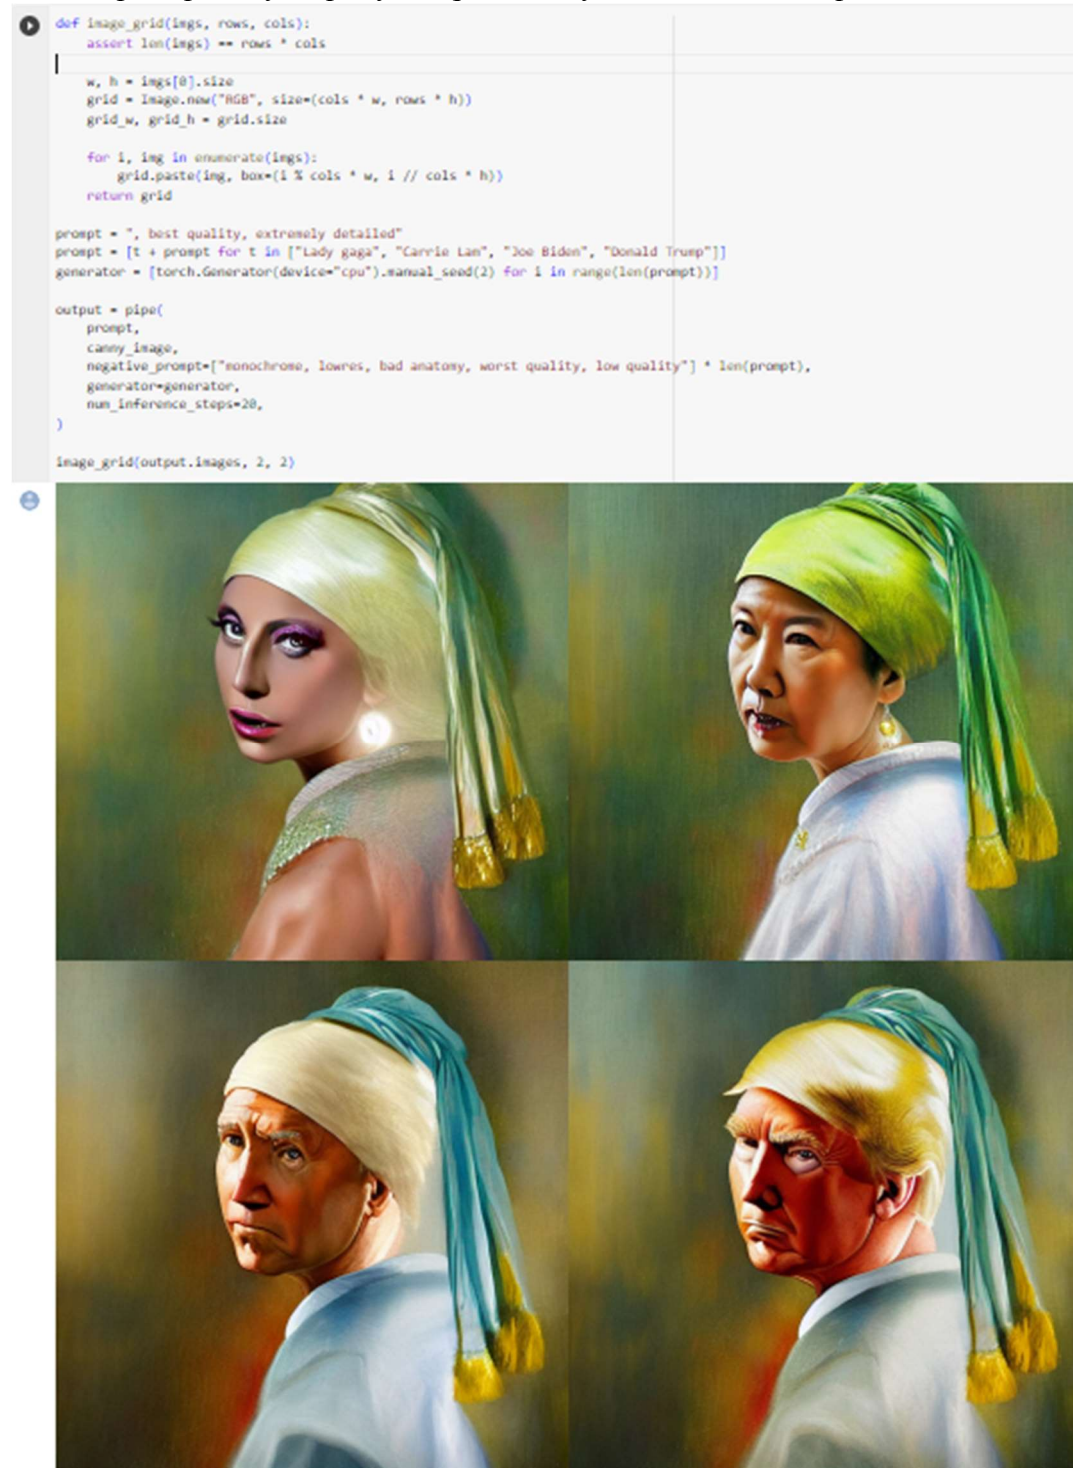 def image_grid(imgs, rows, cols):
assert len(imgs) == rows * cols
w, h = imgs[0].size
grid = Image.new("RGB", size=(cols * w, rows * h))
grid_w, grid_h = grid.size
for i, img in enumerate(imgs):
grid.paste(img, box=(i % cols * w, i // cols * h))
return grid
prompt = ", best quality, extremely detailed"
prompt = [t + prompt for t in ["Lady gaga", "Carrie Lam", "Joe Biden", "Donald Trump"]]
generator = [torch.Generator(device="cpu").manual_seed(2) for i in range(len(prompt))]
output = pipe(
prompt,
canny_image,
negative_prompt=["monochrome, lowres, bad anatomy, worst quality, low quality"] * len(prompt),
generator=generator,
num_inference_steps=20,
)
image_grid(output.images, 2, 2)